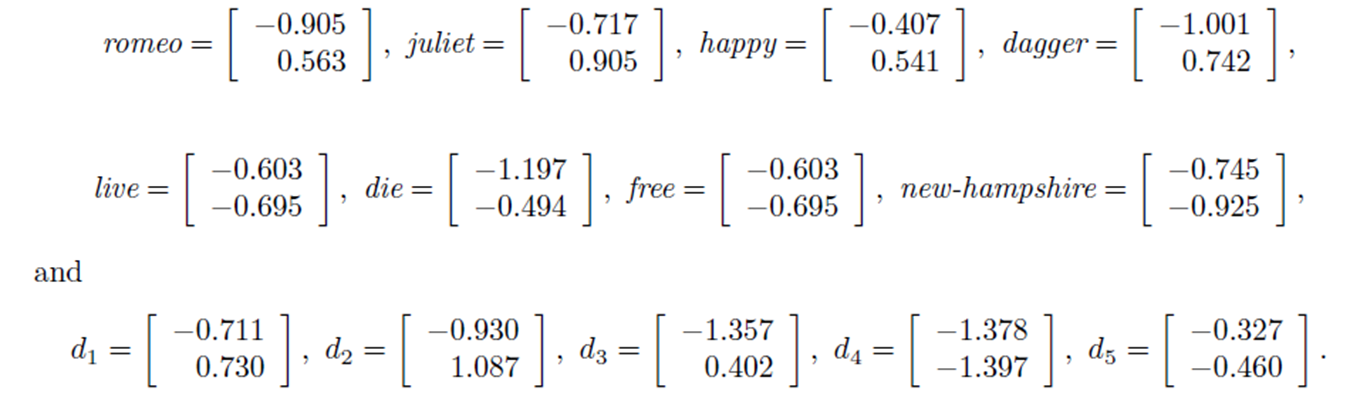 romeo = [ −0.905 0.563 ], juliet = [ −0.717 0.905 ], happy = [ −0.407 0.541 ], dagger = [ −1.001 0.742 ],
live = [ −0.603 −0.695 ], die = [ −1.197 −0.494 ], free = [ −0.603 −0.695 ], new-hampshire = [ −0.745 −0.925 ],
and
d₁ = [ −0.711 0.730 ], d₂ = [ −0.930 1.087 ], d₃ = [ −1.357 0.402 ], d₄ = [ −1.378 −1.397 ], d₅ = [ −0.327 −0.460 ].